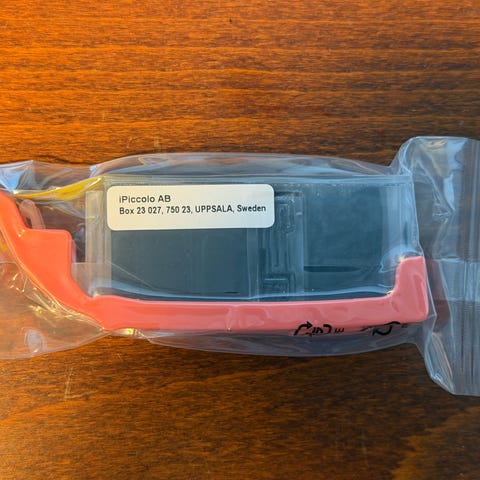 iPiccolo AB
Box 23 027, 750 23, UPPSALA, Sweden